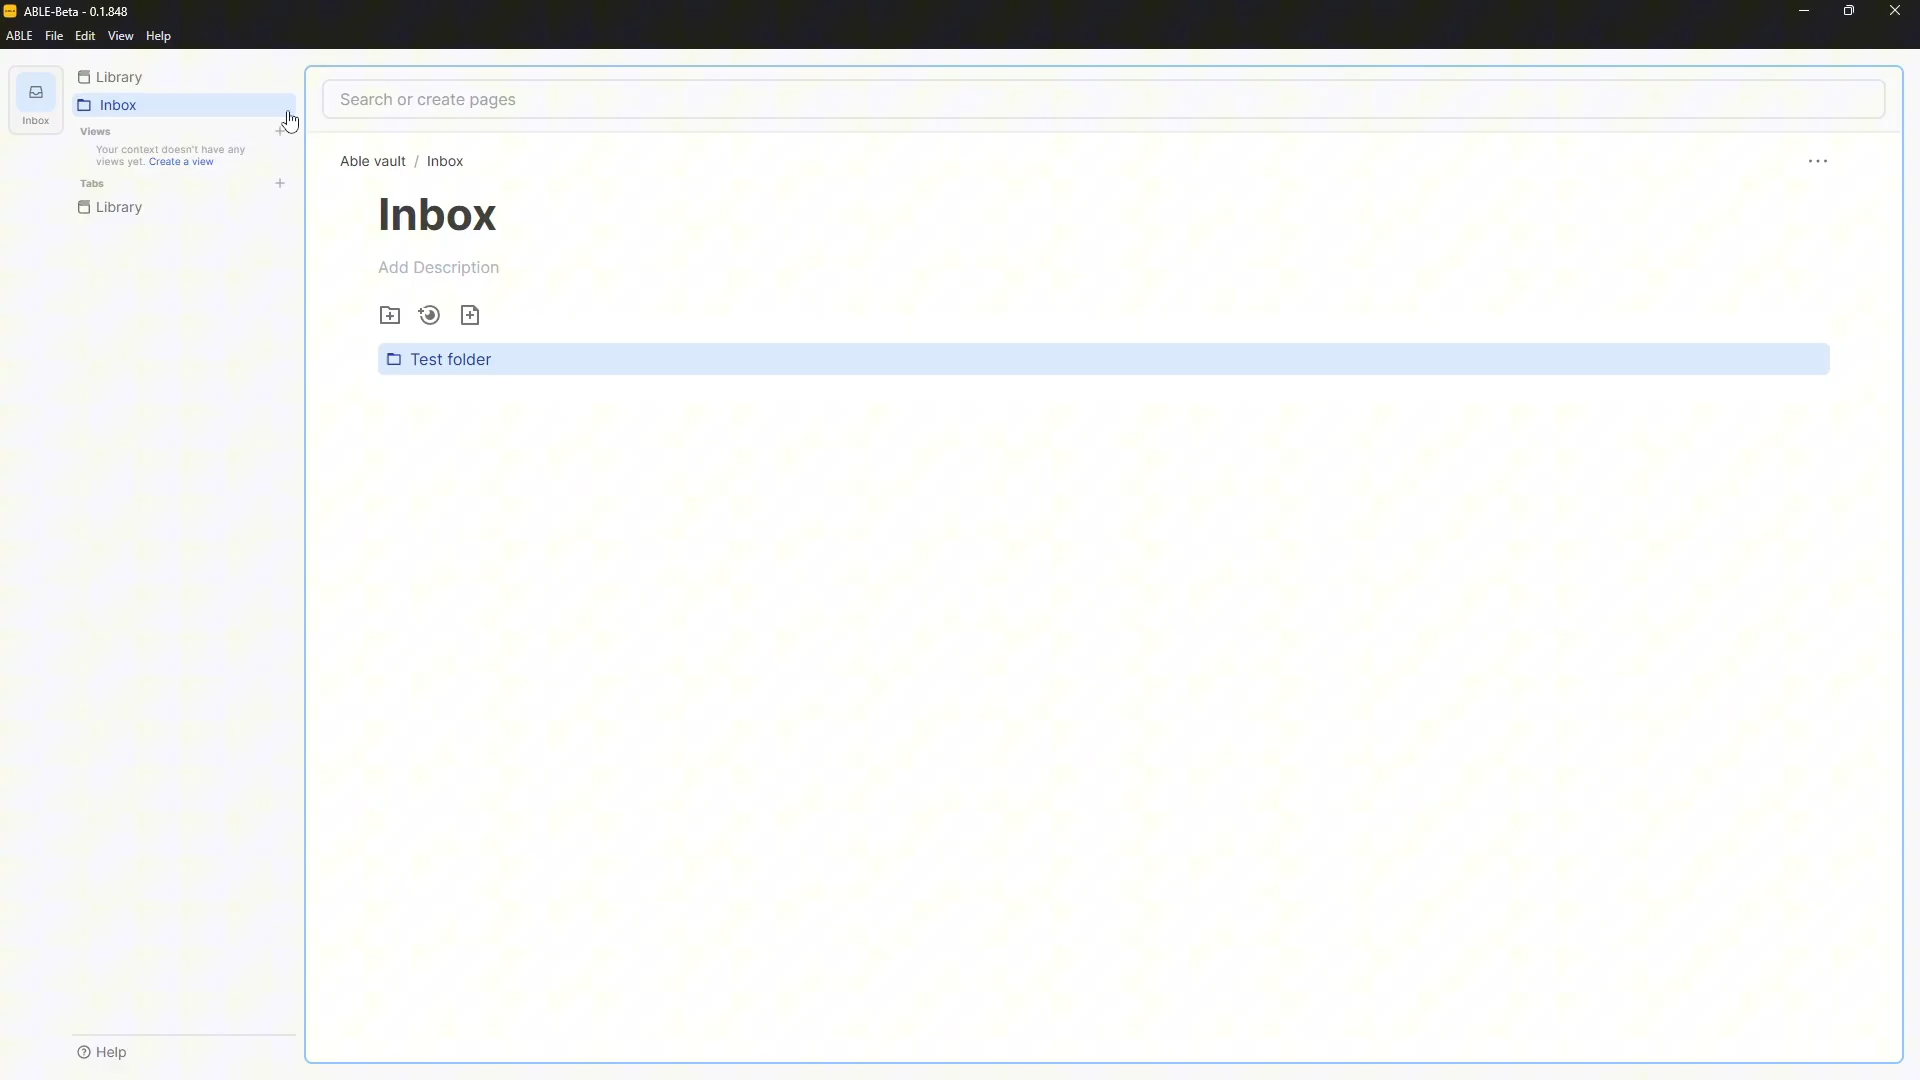 ABLE-Beta - 0.1.848
ABLE File Edit View Help
Inbox
Library
Inbox
Views
Your context doesn't have any
views yet. Create a view
Tabs
Library
Help
Search or create pages
Able vault / Inbox
Inbox
Add Description
Test folder